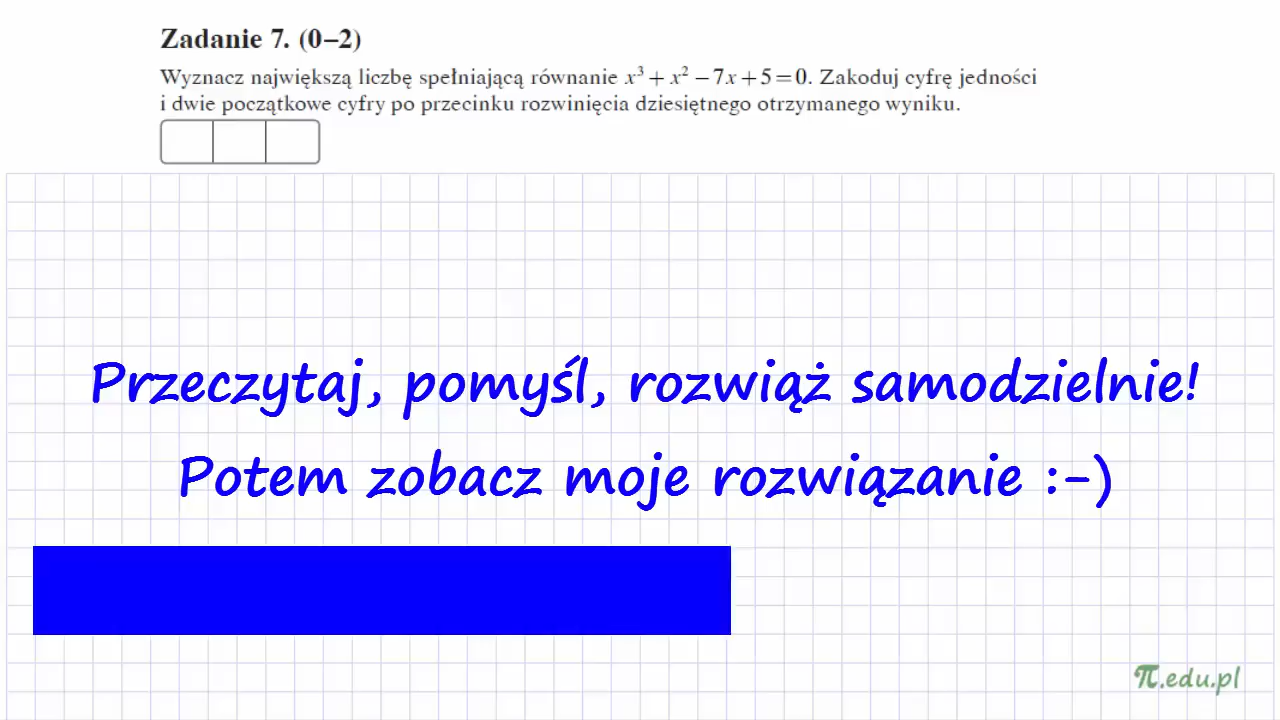 Zadanie 7. (0–2)
Wyznacz największą liczbę spełniającą równanie x³ + x² − 7x + 5 = 0. Zakoduj cyfrę jedności
i dwie początkowe cyfry po przecinku rozwinięcia dziesiętnego otrzymanego wyniku.
Przeczytaj, pomyśl, rozwiąż samodzielnie!
Potem zobacz moje rozwiązanie :-)
π.edu.pl